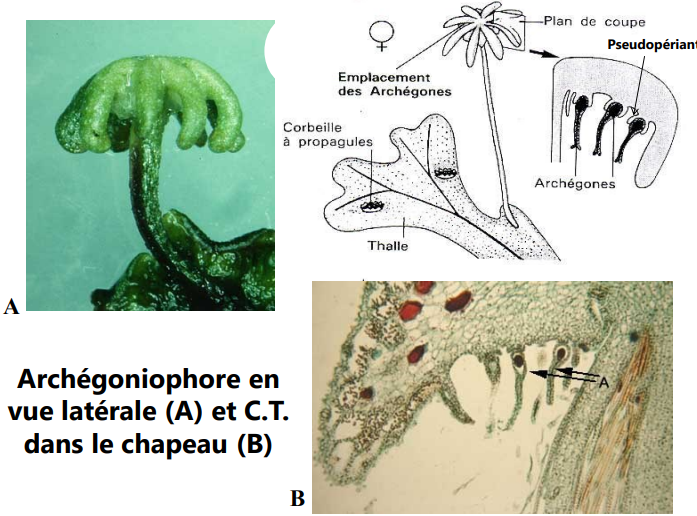 A
♀
Plan de coupe
Pseudopériant
Emplacement
des Archégones
Corbeille
à propagules
Archégones
Thalle
Archégoniophore en
vue latérale (A) et C.T.
dans le chapeau (B)
A
B